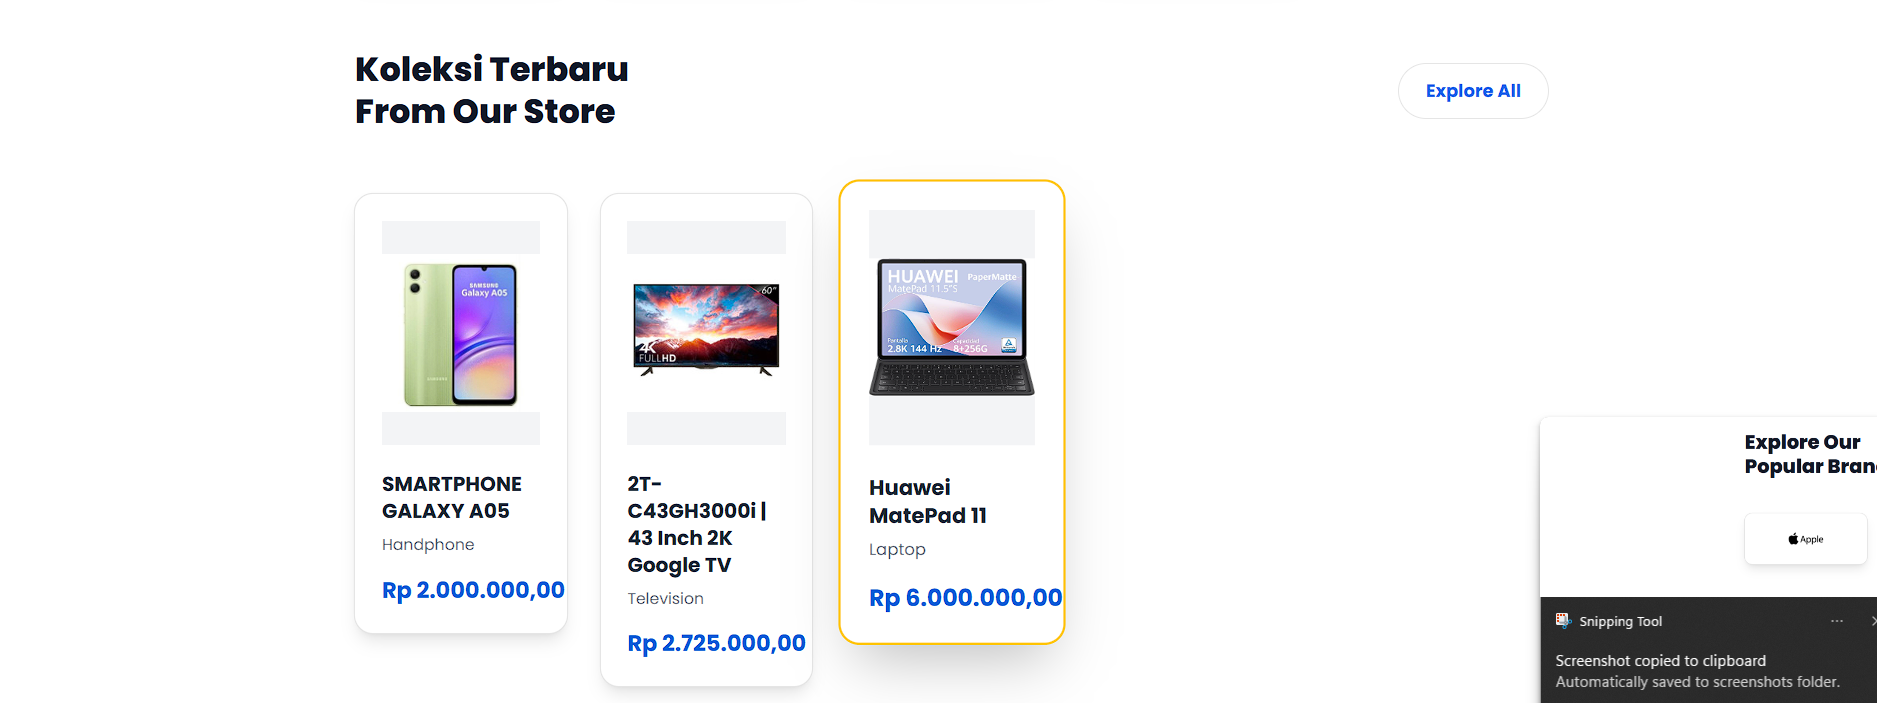 Koleksi Terbaru
From Our Store
Explore All
SAMSUNG
Galaxy A05
SAMSUNG
SMARTPHONE
GALAXY A05
Handphone
Rp 2.000.000,00
60"
4K
FULLHD
2T-
C43GH3000i |
43 Inch 2K
Google TV
Television
Rp 2.725.000,00
HUAWEI PaperMatte
MatePad 11.5"S
Pantalla Capacidad
2.8K 144 Hz 8+256G
Huawei
MatePad 11
Laptop
Rp 6.000.000,00
Explore Our
Popular Bran
Apple
Snipping Tool
Screenshot copied to clipboard
Automatically saved to screenshots folder.